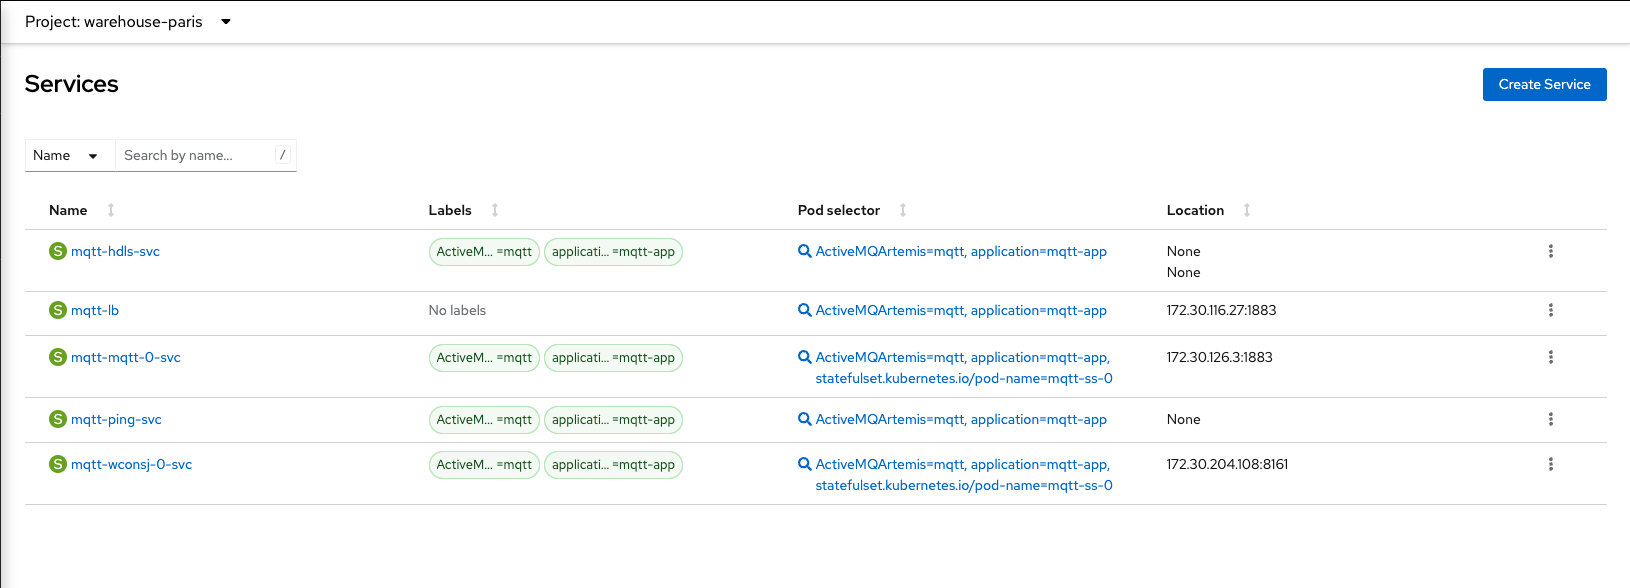 Project: warehouse-paris
Services
Create Service
Name Search by name... /
Name Labels Pod selector Location
S mqtt-hdls-svc ActiveM... =mqtt applicati... =mqtt-app ActiveMQArtemis=mqtt, application=mqtt-app None
None
S mqtt-lb No labels ActiveMQArtemis=mqtt, application=mqtt-app 172.30.116.27:1883
S mqtt-mqtt-0-svc ActiveM... =mqtt applicati... =mqtt-app ActiveMQArtemis=mqtt, application=mqtt-app, 172.30.126.3:1883
statefulset.kubernetes.io/pod-name=mqtt-ss-0
S mqtt-ping-svc ActiveM... =mqtt applicati... =mqtt-app ActiveMQArtemis=mqtt, application=mqtt-app None
S mqtt-wconsj-0-svc ActiveM... =mqtt applicati... =mqtt-app ActiveMQArtemis=mqtt, application=mqtt-app, 172.30.204.108:8161
statefulset.kubernetes.io/pod-name=mqtt-ss-0